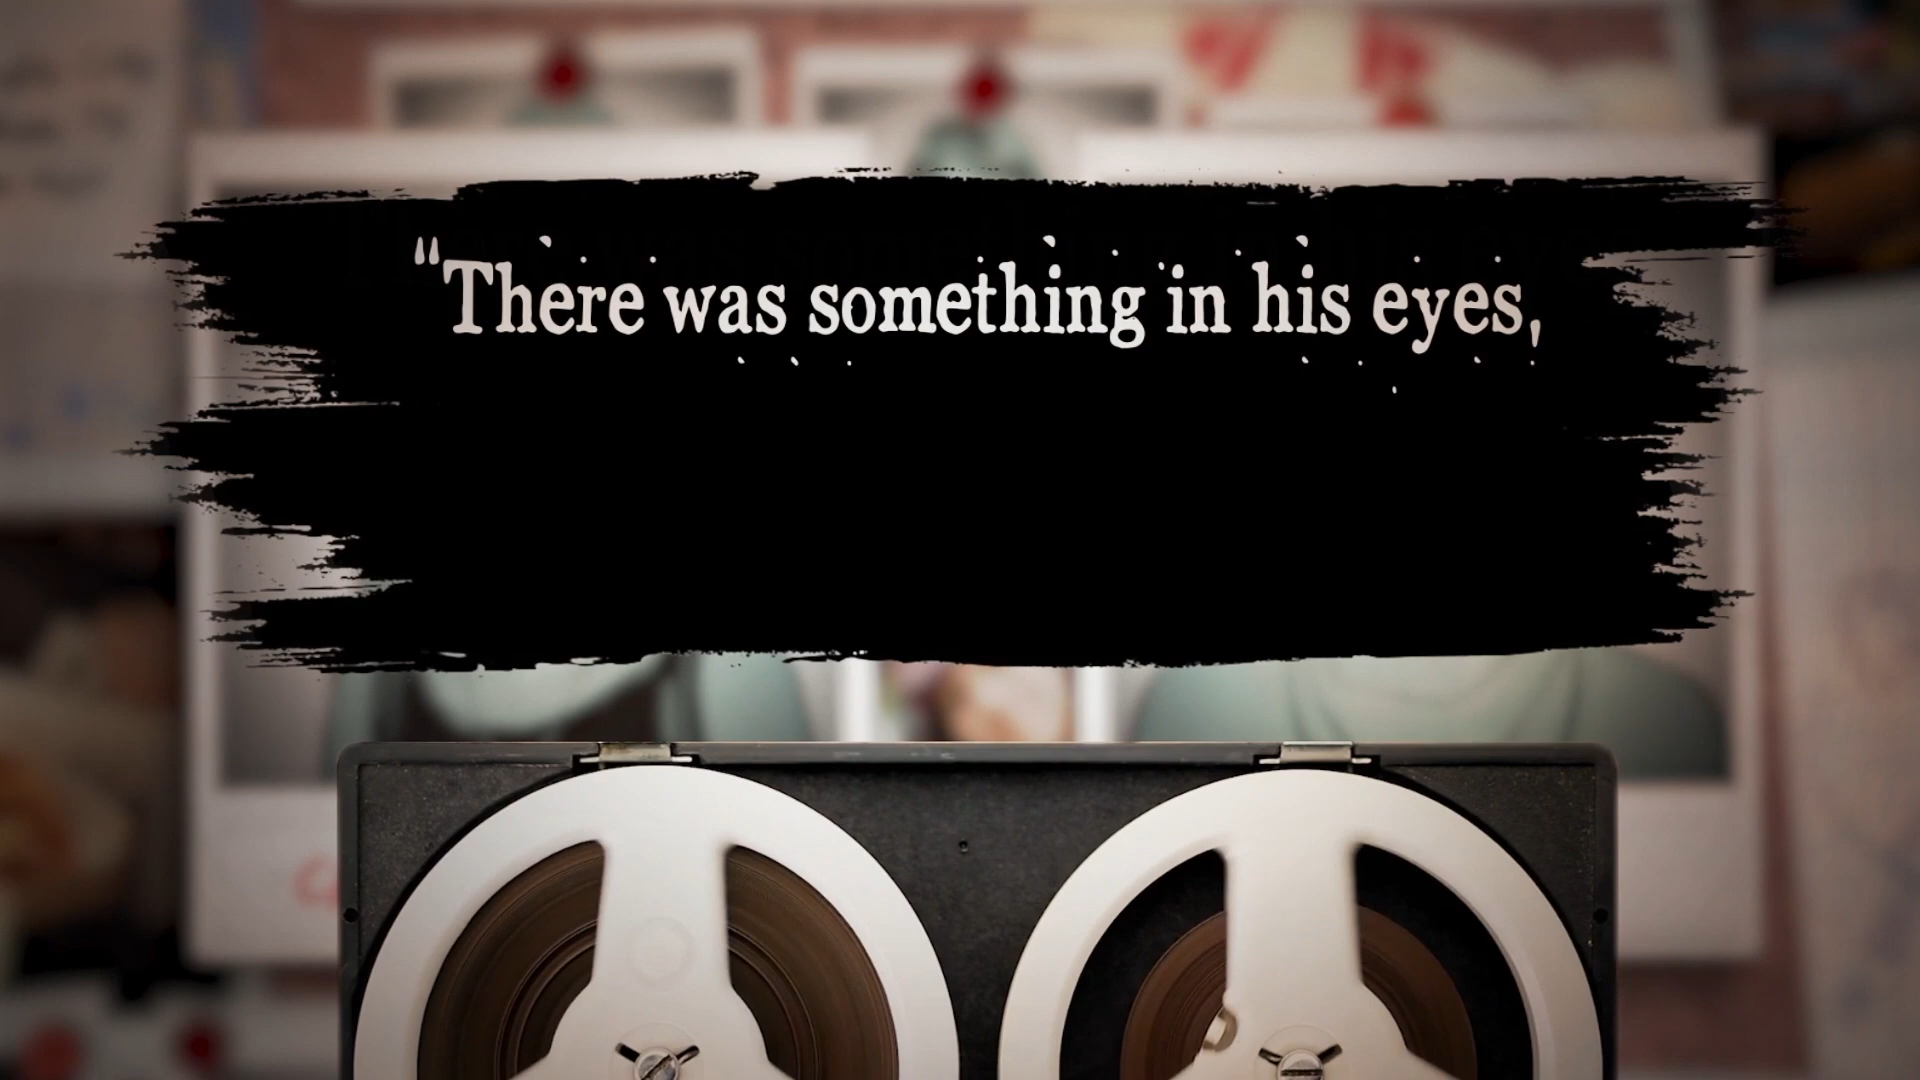 “There was something in his eyes,